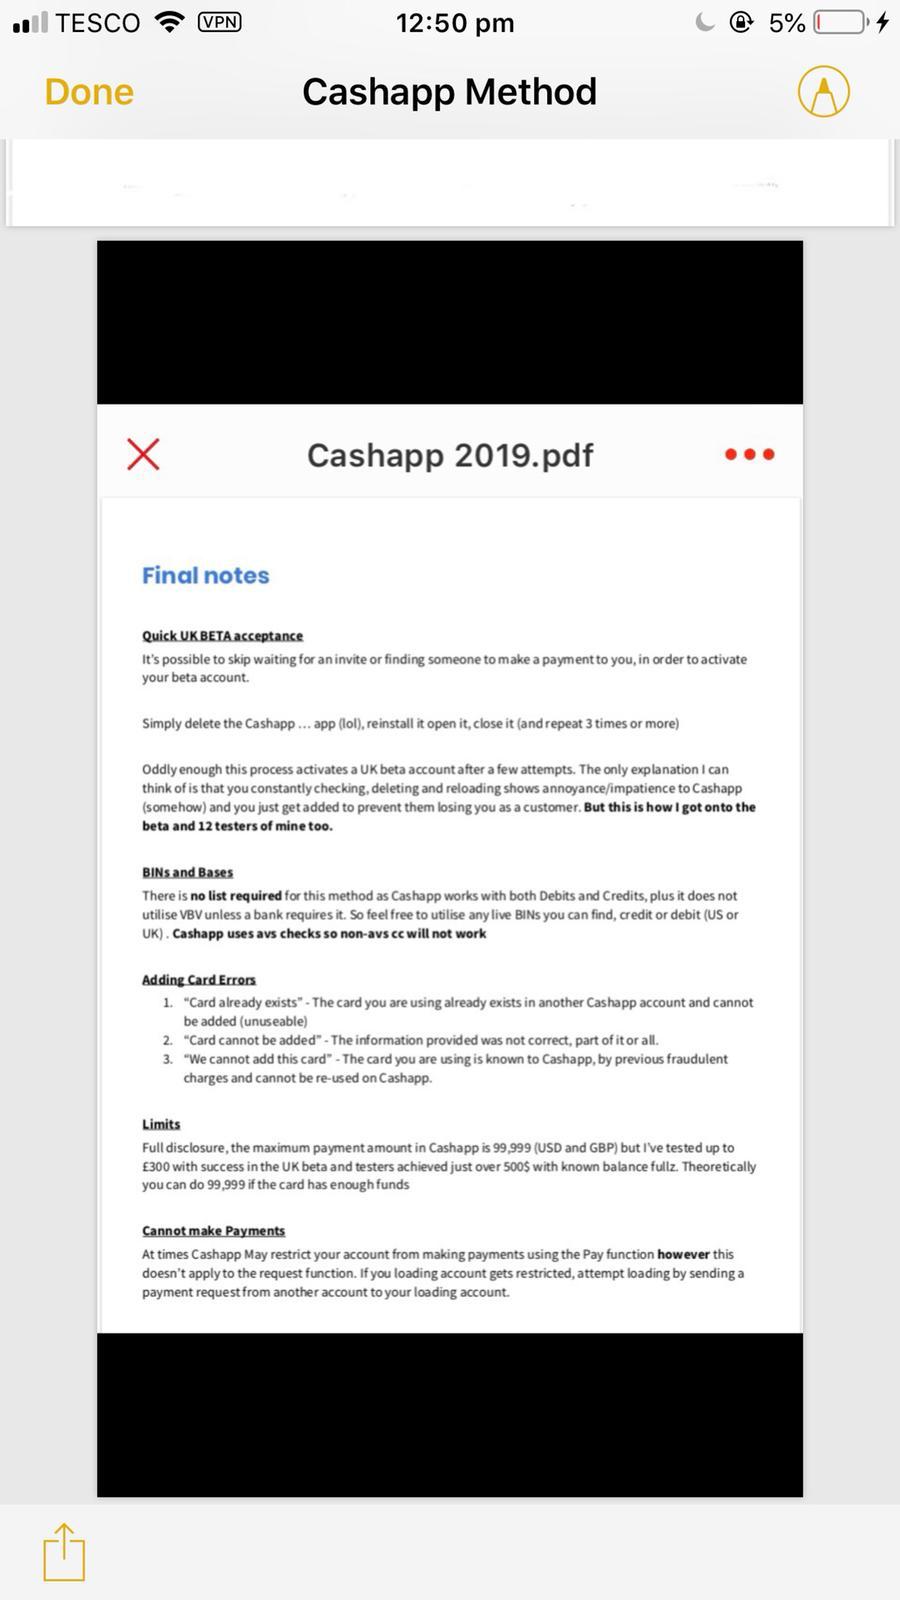 TESCO VPN 12:50 pm 5%
Done Cashapp Method
Cashapp 2019.pdf
Final notes
Quick UK BETA acceptance
It's possible to skip waiting for an invite or finding someone to make a payment to you, in order to activate
your beta account.
Simply delete the Cashapp ... app (lol), reinstall it open it, close it (and repeat 3 times or more)
Oddly enough this process activates a UK beta account after a few attempts. The only explanation I can
think of is that you constantly checking, deleting and reloading shows annoyance/impatience to Cashapp
(somehow) and you just get added to prevent them losing you as a customer. But this is how I got onto the
beta and 12 testers of mine too.
BINs and Bases
There is no list required for this method as Cashapp works with both Debits and Credits, plus it does not
utilise VBV unless a bank requires it. So feel free to utilise any live BINs you can find, credit or debit (US or
UK) . Cashapp uses avs checks so non-avs cc will not work
Adding Card Errors
1. “Card already exists” - The card you are using already exists in another Cashapp account and cannot
be added (unuseable)
2. “Card cannot be added” - The information provided was not correct, part of it or all.
3. “We cannot add this card” - The card you are using is known to Cashapp, by previous fraudulent
charges and cannot be re-used on Cashapp.
Limits
Full disclosure, the maximum payment amount in Cashapp is 99,999 (USD and GBP) but I've tested up to
£300 with success in the UK beta and testers achieved just over 500$ with known balance fullz. Theoretically
you can do 99,999 if the card has enough funds
Cannot make Payments
At times Cashapp May restrict your account from making payments using the Pay function however this
doesn't apply to the request function. If you loading account gets restricted, attempt loading by sending a
payment request from another account to your loading account.